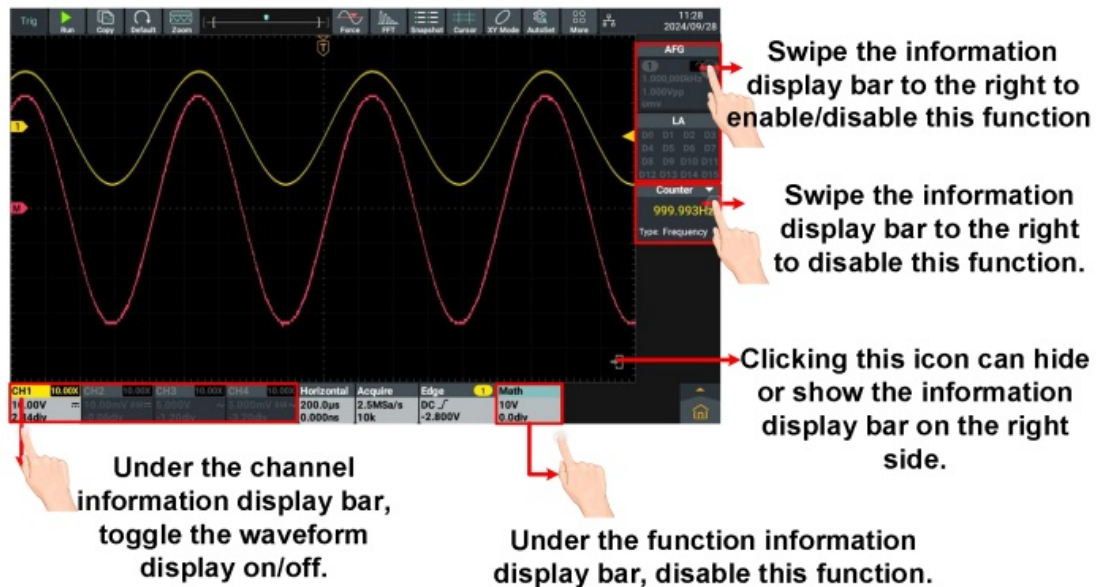 Trig Run Copy Default Zoom T Force FFT Snapshot Cursor XY Mode AutoSet More 11:28
2024/09/28
T
AFG
1
1.000,000kHz
1.000Vpp
0mV
LA
D0 D1 D2 D3
D4 D5 D6 D7
D8 D9 D10 D11
D12 D13 D14 D15
Counter
999.993Hz
Type: Frequency
1
M
Swipe the information
display bar to the right to
enable/disable this function
Swipe the information
display bar to the right
to disable this function.
Clicking this icon can hide
or show the information
display bar on the right
side.
CH1 10.00X CH2 10.00X CH3 10.00X CH4 10.00X Horizontal Acquire Edge 1 Math
200.0μs 2.5MSa/s DC 10V
0.000ns 10k -2.800V 0.0div
Under the channel
information display bar,
toggle the waveform
display on/off.
Under the function information
display bar, disable this function.